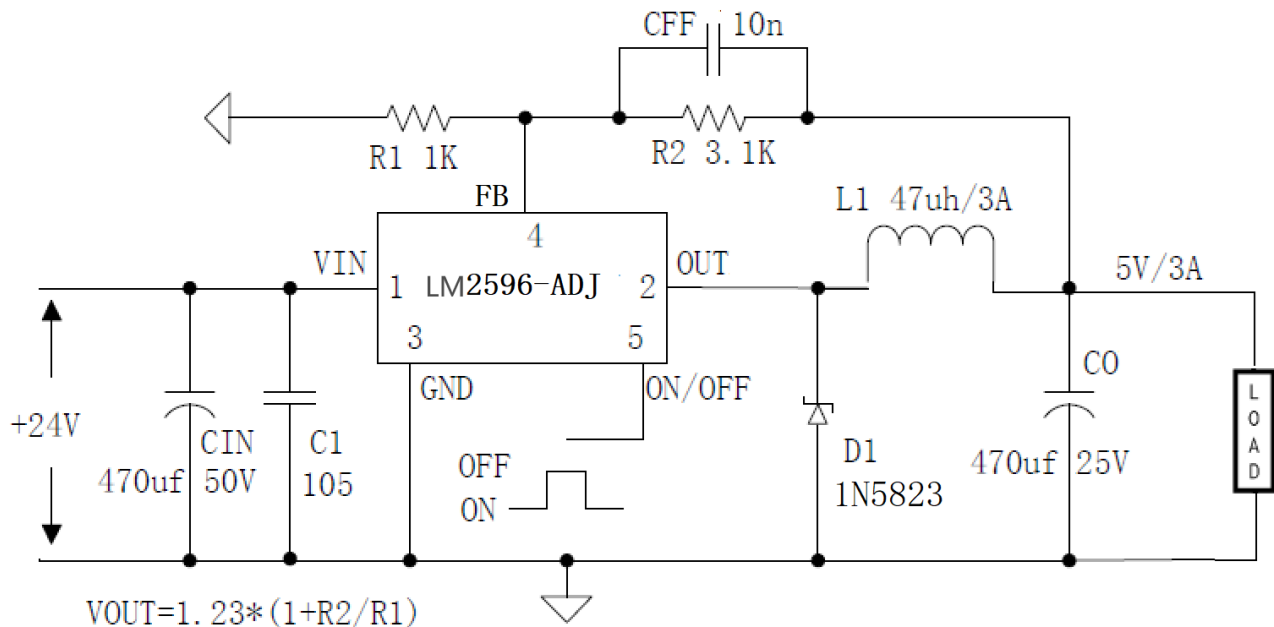 CFF 10n
R1 1K
R2 3.1K
FB
4
L1 47uh/3A
VIN
OUT
5V/3A
1 LM2596-ADJ 2
3
5
GND
ON/OFF
CO
+24V
CIN
C1
470uf 50V
105
OFF
ON
D1
1N5823
470uf 25V
LOAD
VOUT=1.23*(1+R2/R1)